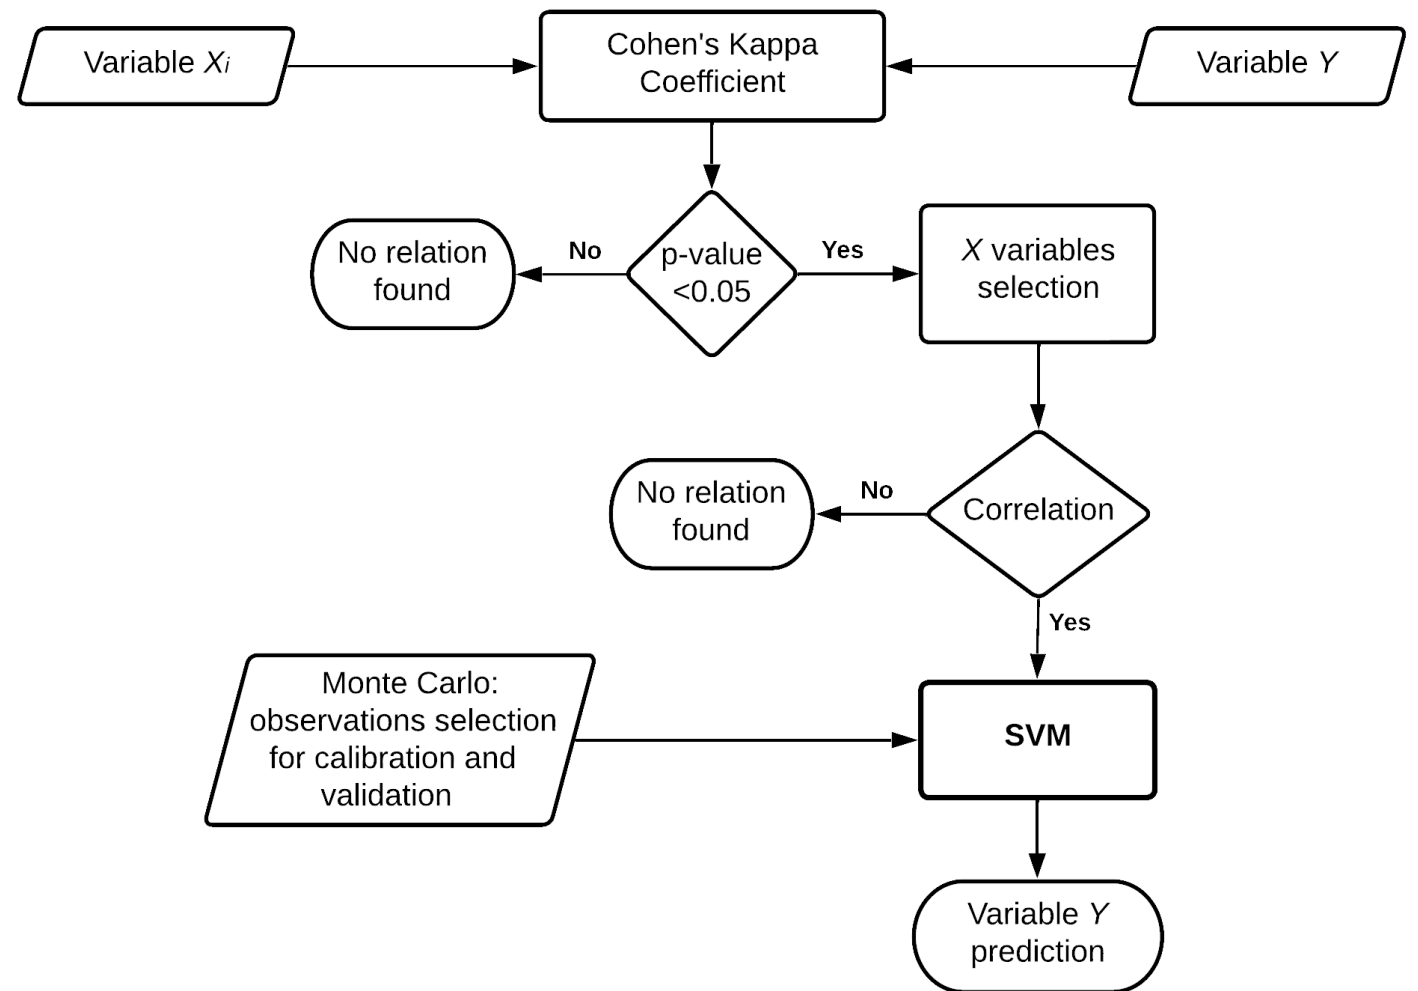 Variable Xi
Cohen's Kappa
Coefficient
Variable Y
No relation
found
No
p-value
<0.05
Yes
X variables
selection
No relation
found
No
Correlation
Yes
Monte Carlo:
observations selection
for calibration and
validation
SVM
Variable Y
prediction